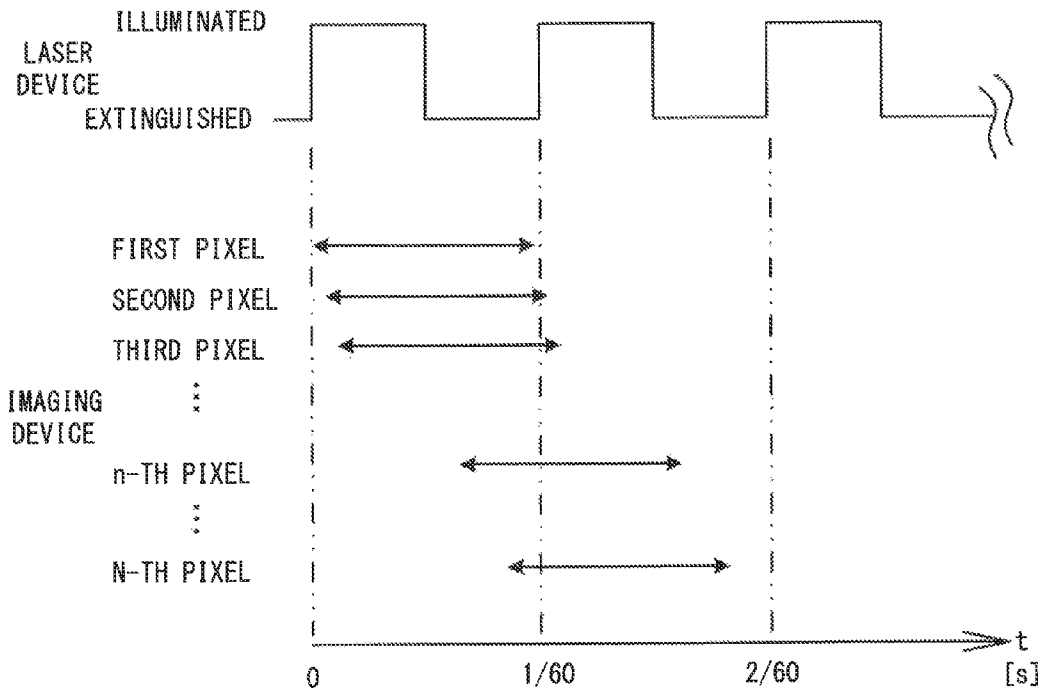 ILLUMINATED
LASER
DEVICE
EXTINGUISHED
FIRST PIXEL
SECOND PIXEL
THIRD PIXEL
IMAGING
DEVICE
n-TH PIXEL
N-TH PIXEL
t
0
1/60
2/60
[s]